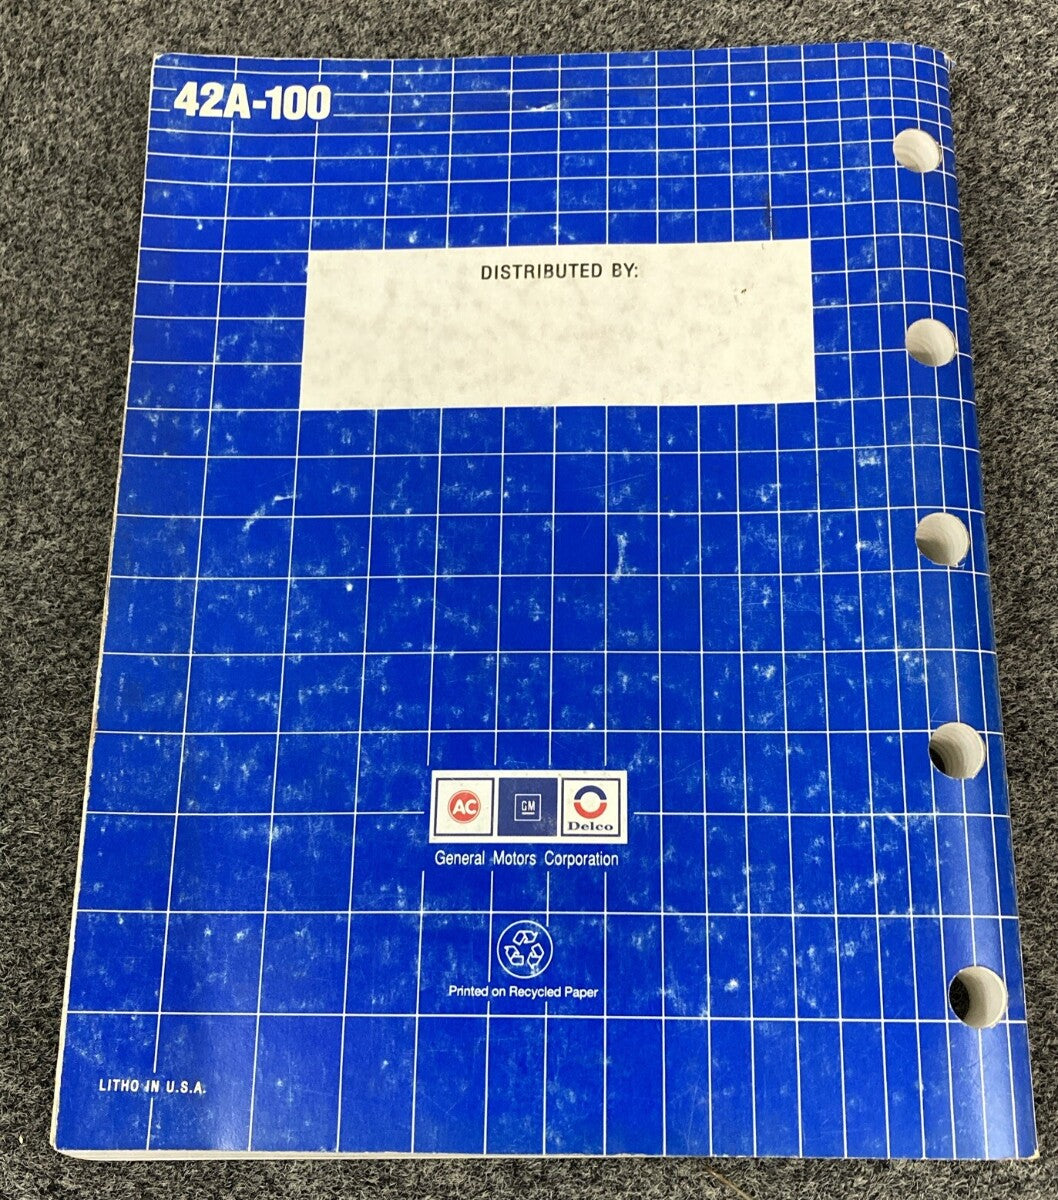 42A-100
DISTRIBUTED BY:
AC
GM
Delco
General Motors Corporation
Printed on Recycled Paper
LITHO IN U.S.A.